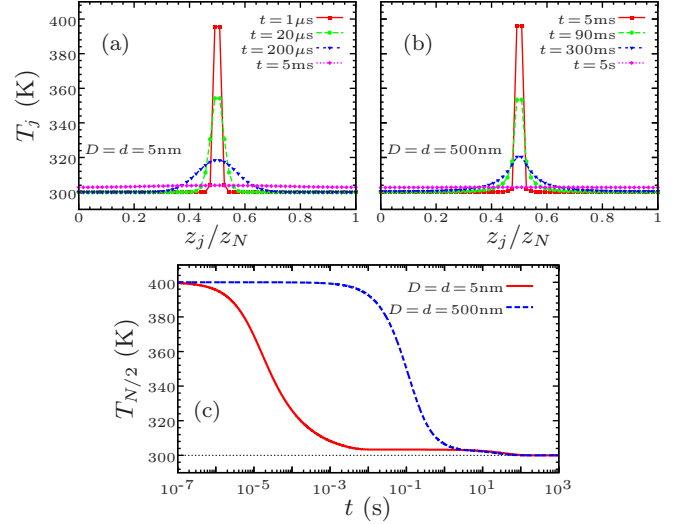 (a)
t = 1μs
t = 20μs
t = 200μs
t = 5ms
D = d = 5nm
T_j (K)
400
380
360
340
320
300
0 0.2 0.4 0.6 0.8 1
z_j/z_N
(b)
t = 5ms
t = 90ms
t = 300ms
t = 5s
D = d = 500nm
0 0.2 0.4 0.6 0.8 1
z_j/z_N
D = d = 5nm
D = d = 500nm
T_{N/2} (K)
400
380
360
340
320
300
(c)
10^{-7} 10^{-5} 10^{-3} 10^{-1} 10^{1} 10^{3}
t (s)